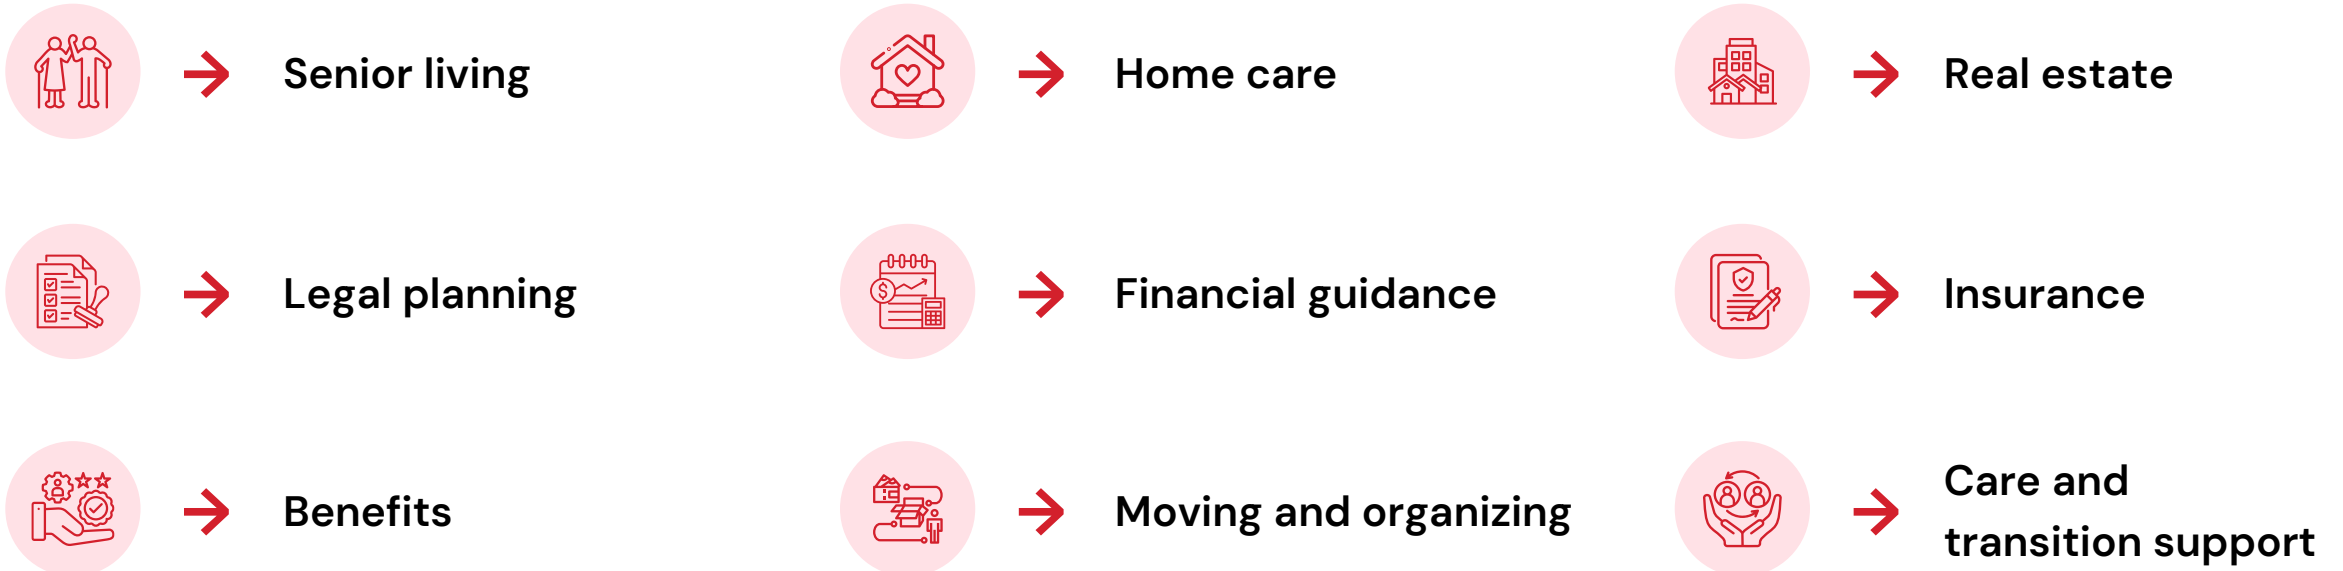 Senior living
Home care
Real estate
Legal planning
Financial guidance
Insurance
Benefits
Moving and organizing
Care and
transition support